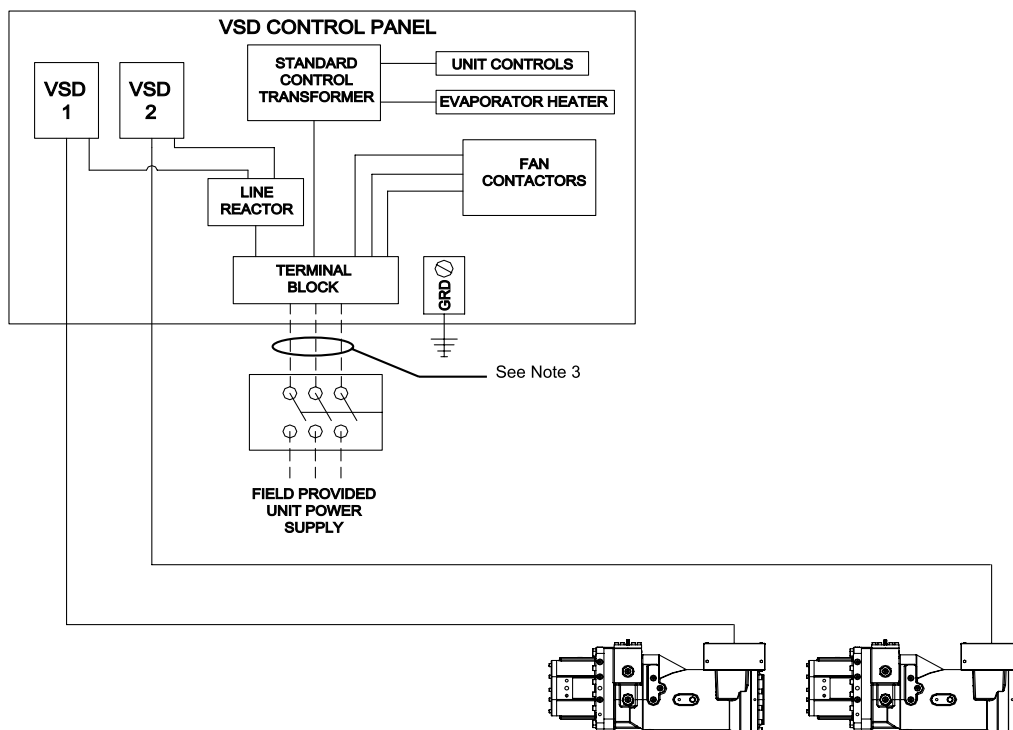 VSD CONTROL PANEL
VSD
1
VSD
2
STANDARD
CONTROL
TRANSFORMER
UNIT CONTROLS
EVAPORATOR HEATER
FAN
CONTACTORS
LINE
REACTOR
TERMINAL
BLOCK
GRD
See Note 3
FIELD PROVIDED
UNIT POWER
SUPPLY